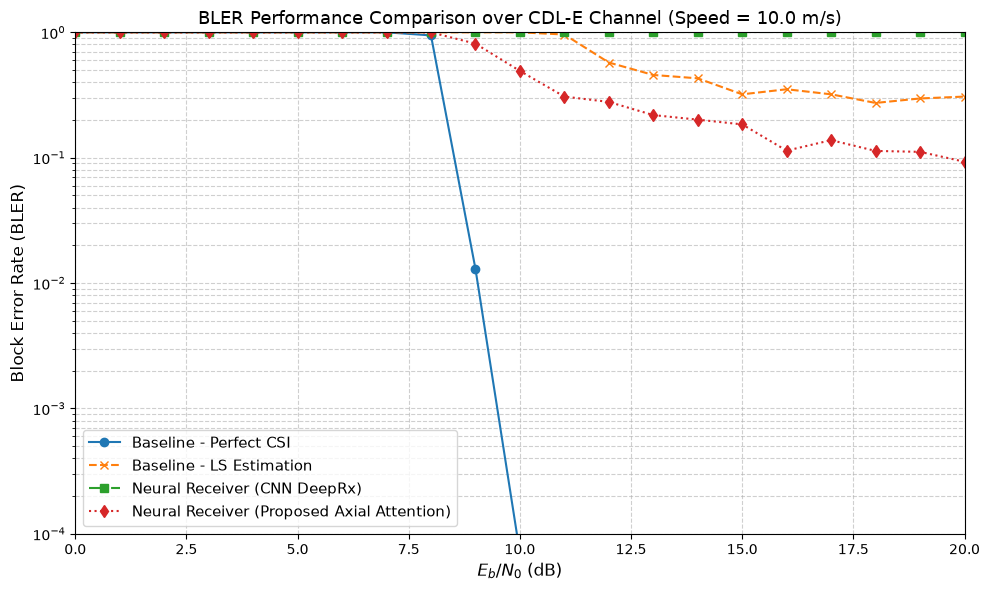 BLER Performance Comparison over CDL-E Channel (Speed = 10.0 m/s)
Block Error Rate (BLER)
10⁰
10⁻¹
10⁻²
10⁻³
10⁻⁴
Baseline - Perfect CSI
Baseline - LS Estimation
Neural Receiver (CNN DeepRx)
Neural Receiver (Proposed Axial Attention)
0.0 2.5 5.0 7.5 10.0 12.5 15.0 17.5 20.0
E_b/N_0 (dB)